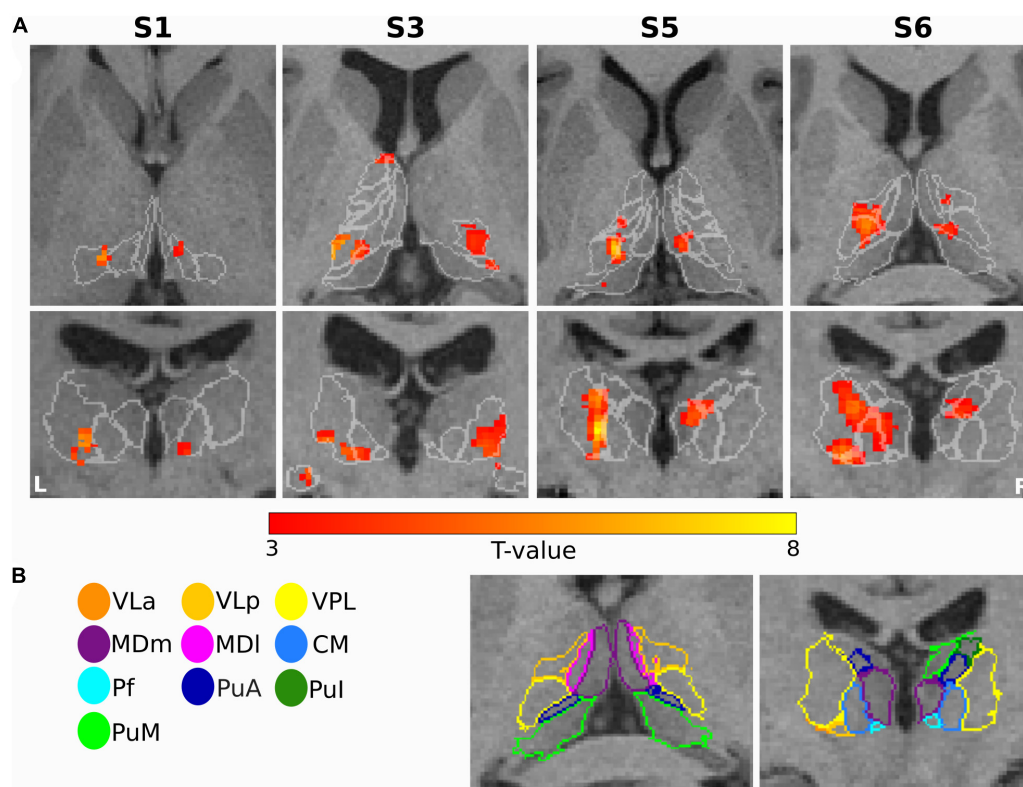 A
S1 S3 S5 S6
L
R
3 T-value 8
B
VLa VLp VPL
MDm MDl CM
Pf PuA PuI
PuM